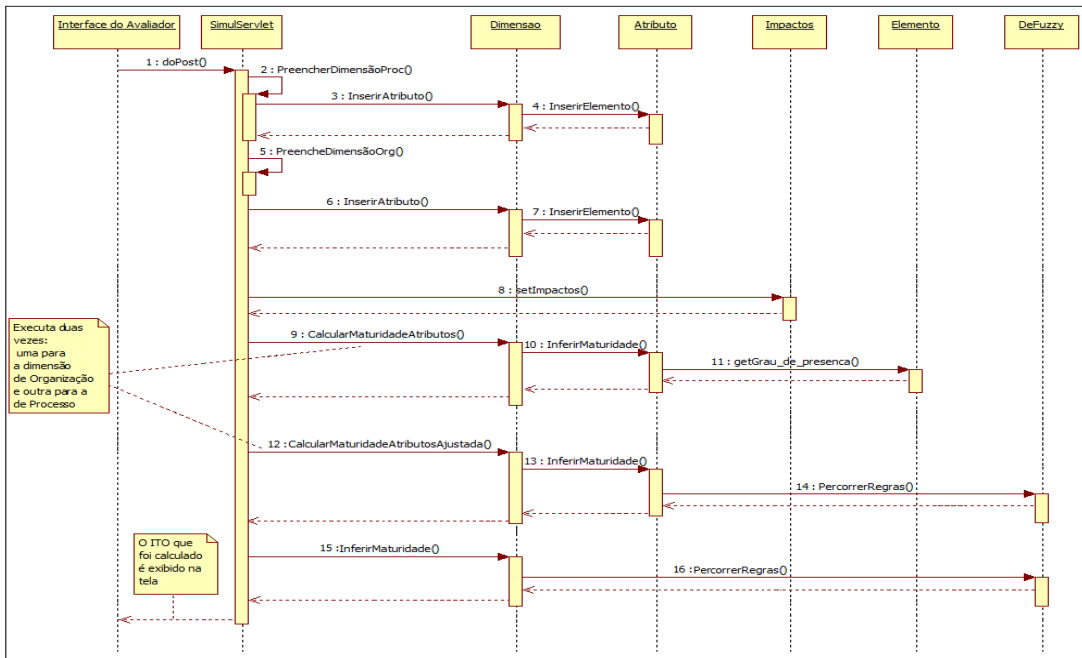 Interface do Avaliador
SimulServlet
Dimensao
Atributo
Impactos
Elemento
DeFuzzy
1 : doPost()
2 : PreencherDimensãoProc()
3 : InserirAtributo()
4 : InserirElemento()
5 : PreencheDimensãoOrg()
6 : InserirAtributo()
7 : InserirElemento()
8 : setImpactos()
Executa duas
vezes:
uma para
a dimensão
de Organização
e outra para a
de Processo
9 : CalcularMaturidadeAtributos()
10 : InferirMaturidade()
11 : getGrau_de_presenca()
12 :CalcularMaturidadeAtributosAjustada()
13 : InferirMaturidade()
14 : PercorrerRegras()
O ITO que
foi calculado
é exibido na
tela
15 :InferirMaturidade()
16 :PercorrerRegras()